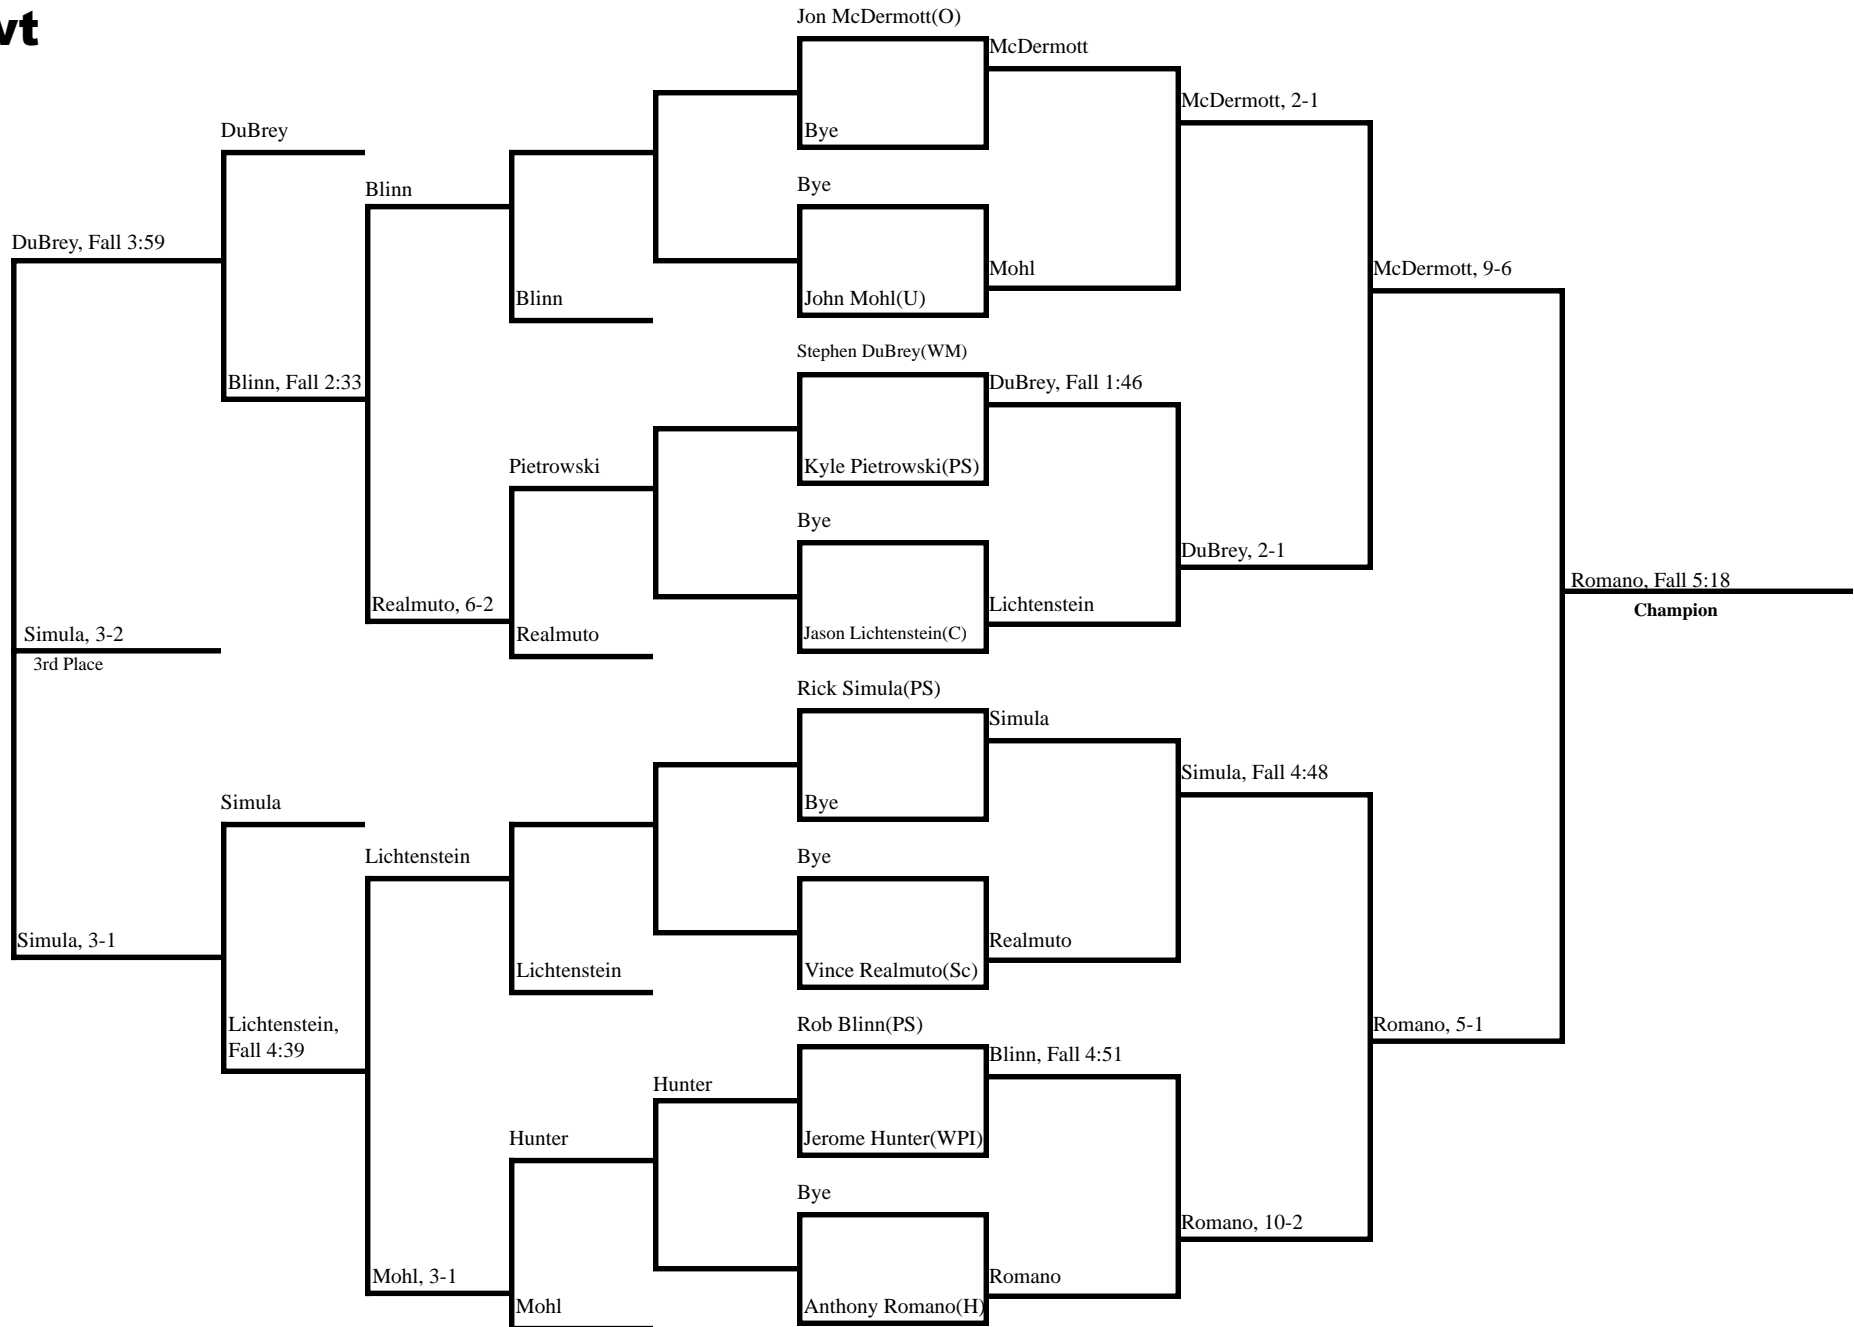 wt
Jon McDermott(O)
McDermott
McDermott, 2-1
DuBrey
Bye
Bye
Blinn
DuBrey, Fall 3:59
McDermott, 9-6
Mohl
Blinn
John Mohl(U)
Stephen DuBrey(WM)
Blinn, Fall 2:33
DuBrey, Fall 1:46
Pietrowski
Kyle Pietrowski(PS)
Bye
DuBrey, 2-1
Romano, Fall 5:18
Champion
Realmuto, 6-2
Lichtenstein
Simula, 3-2
Realmuto
Jason Lichtenstein(C)
3rd Place
Rick Simula(PS)
Simula
Simula, Fall 4:48
Simula
Bye
Lichtenstein
Bye
Simula, 3-1
Realmuto
Lichtenstein
Vince Realmuto(Sc)
Lichtenstein,
Fall 4:39
Rob Blinn(PS)
Romano, 5-1
Blinn, Fall 4:51
Hunter
Hunter
Jerome Hunter(WPI)
Bye
Romano, 10-2
Mohl, 3-1
Romano
Mohl
Anthony Romano(H)